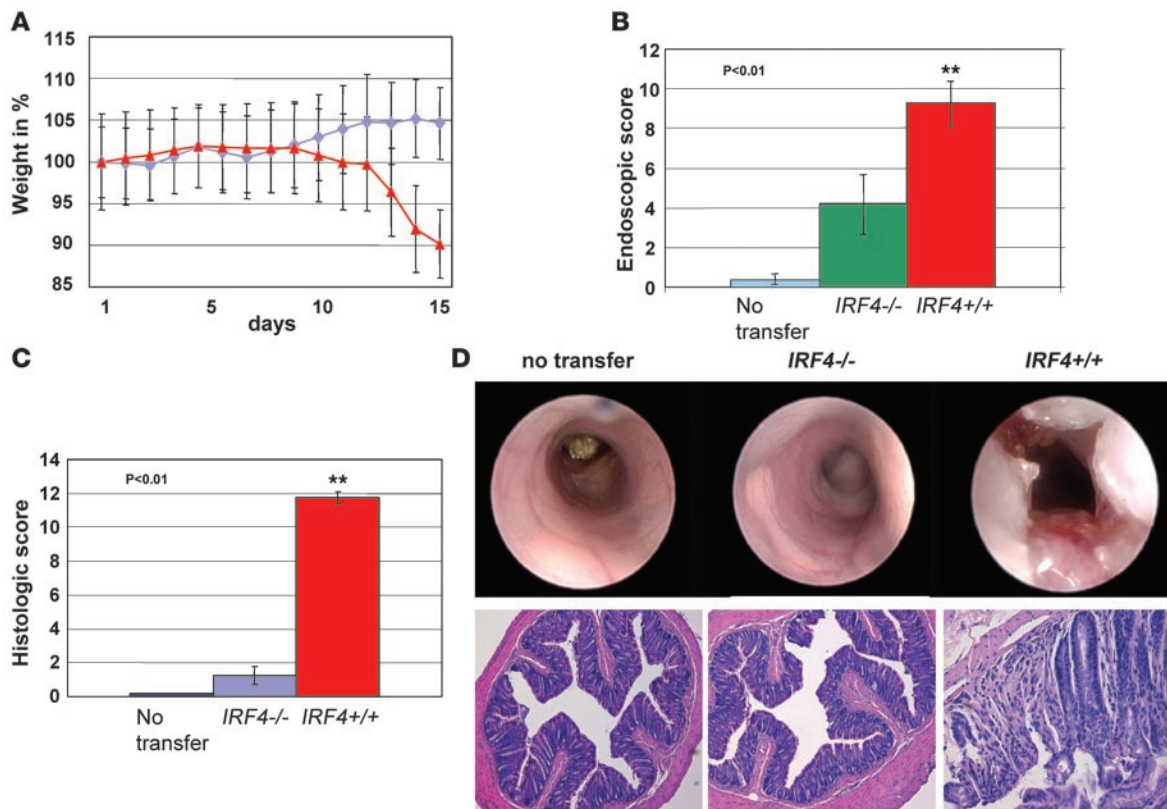 A
115
110
105
100
95
90
85
Weight in %
1 5 10 15
days
B
12
10
8
6
4
2
0
Endoscopic score
P<0.01
**
No transfer
IRF4-/-
IRF4+/+
C
14
12
10
8
6
4
2
0
Histologic score
P<0.01
**
No transfer
IRF4-/-
IRF4+/+
D
no transfer
IRF4-/-
IRF4+/+